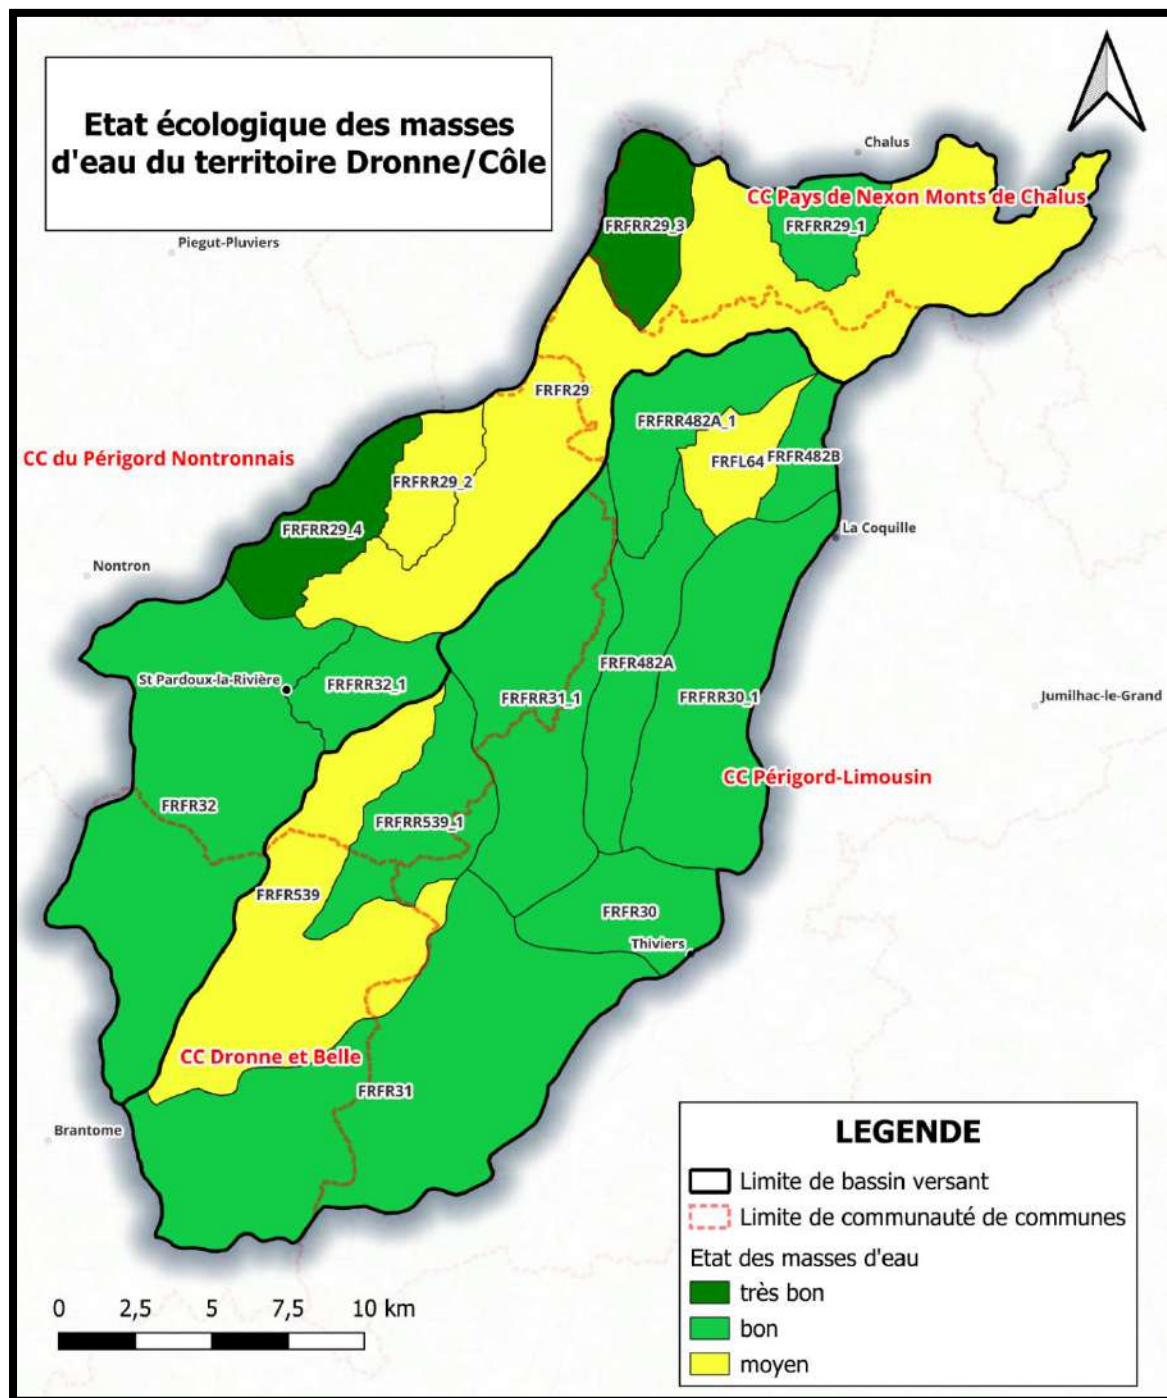 Etat écologique des masses
d'eau du territoire Dronne/Côle
Chalus
CC Pays de Nexon Monts de Chalus
FRFRR29_3
FRFRR29_1
Piegut-Pluviers
FRFR29
FRFRR482A_1
CC du Périgord Nontronnais
FRFRR29_2
FRFL64
FRFR482B
FRFRR29_4
La Coquille
Nontron
St Pardoux-la-Rivière
FRFRR32_1
FRFR482A
FRFRR31_1
FRFRR30_1
Jumilhac-le-Grand
CC Périgord-Limousin
FRFR32
FRFRR539_1
FRFR539
FRFR30
Thiviers
CC Dronne et Belle
FRFR31
Brantome
LEGENDE
Limite de bassin versant
Limite de communauté de communes
Etat des masses d'eau
très bon
bon
moyen
0 2,5 5 7,5 10 km